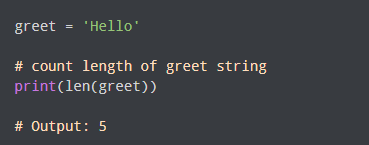 greet = 'Hello'
# count length of greet string
print(len(greet))
# Output: 5